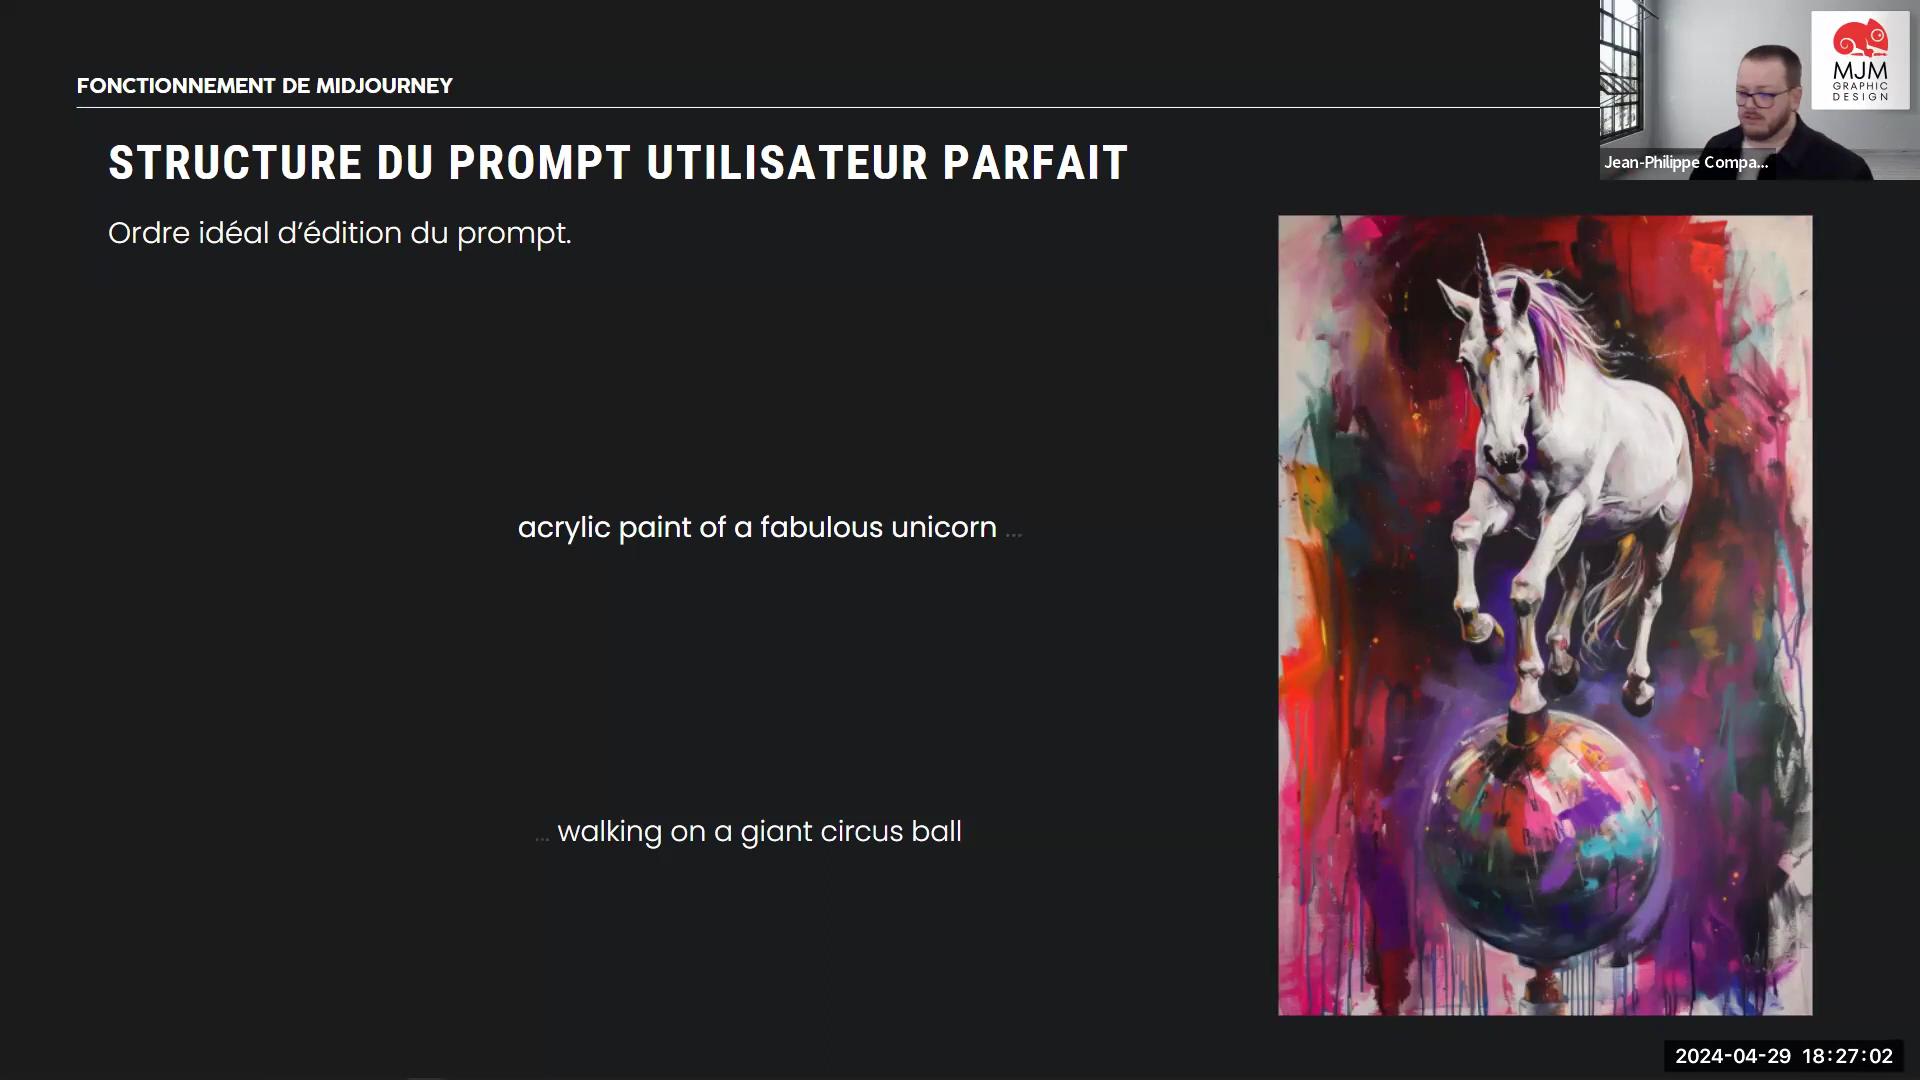 FONCTIONNEMENT DE MIDJOURNEY
MJM
GRAPHIC
DESIGN
Jean-Philippe Compa...
STRUCTURE DU PROMPT UTILISATEUR PARFAIT
Ordre idéal d’édition du prompt.
acrylic paint of a fabulous unicorn ...
... walking on a giant circus ball
2024-04-29 18:27:02